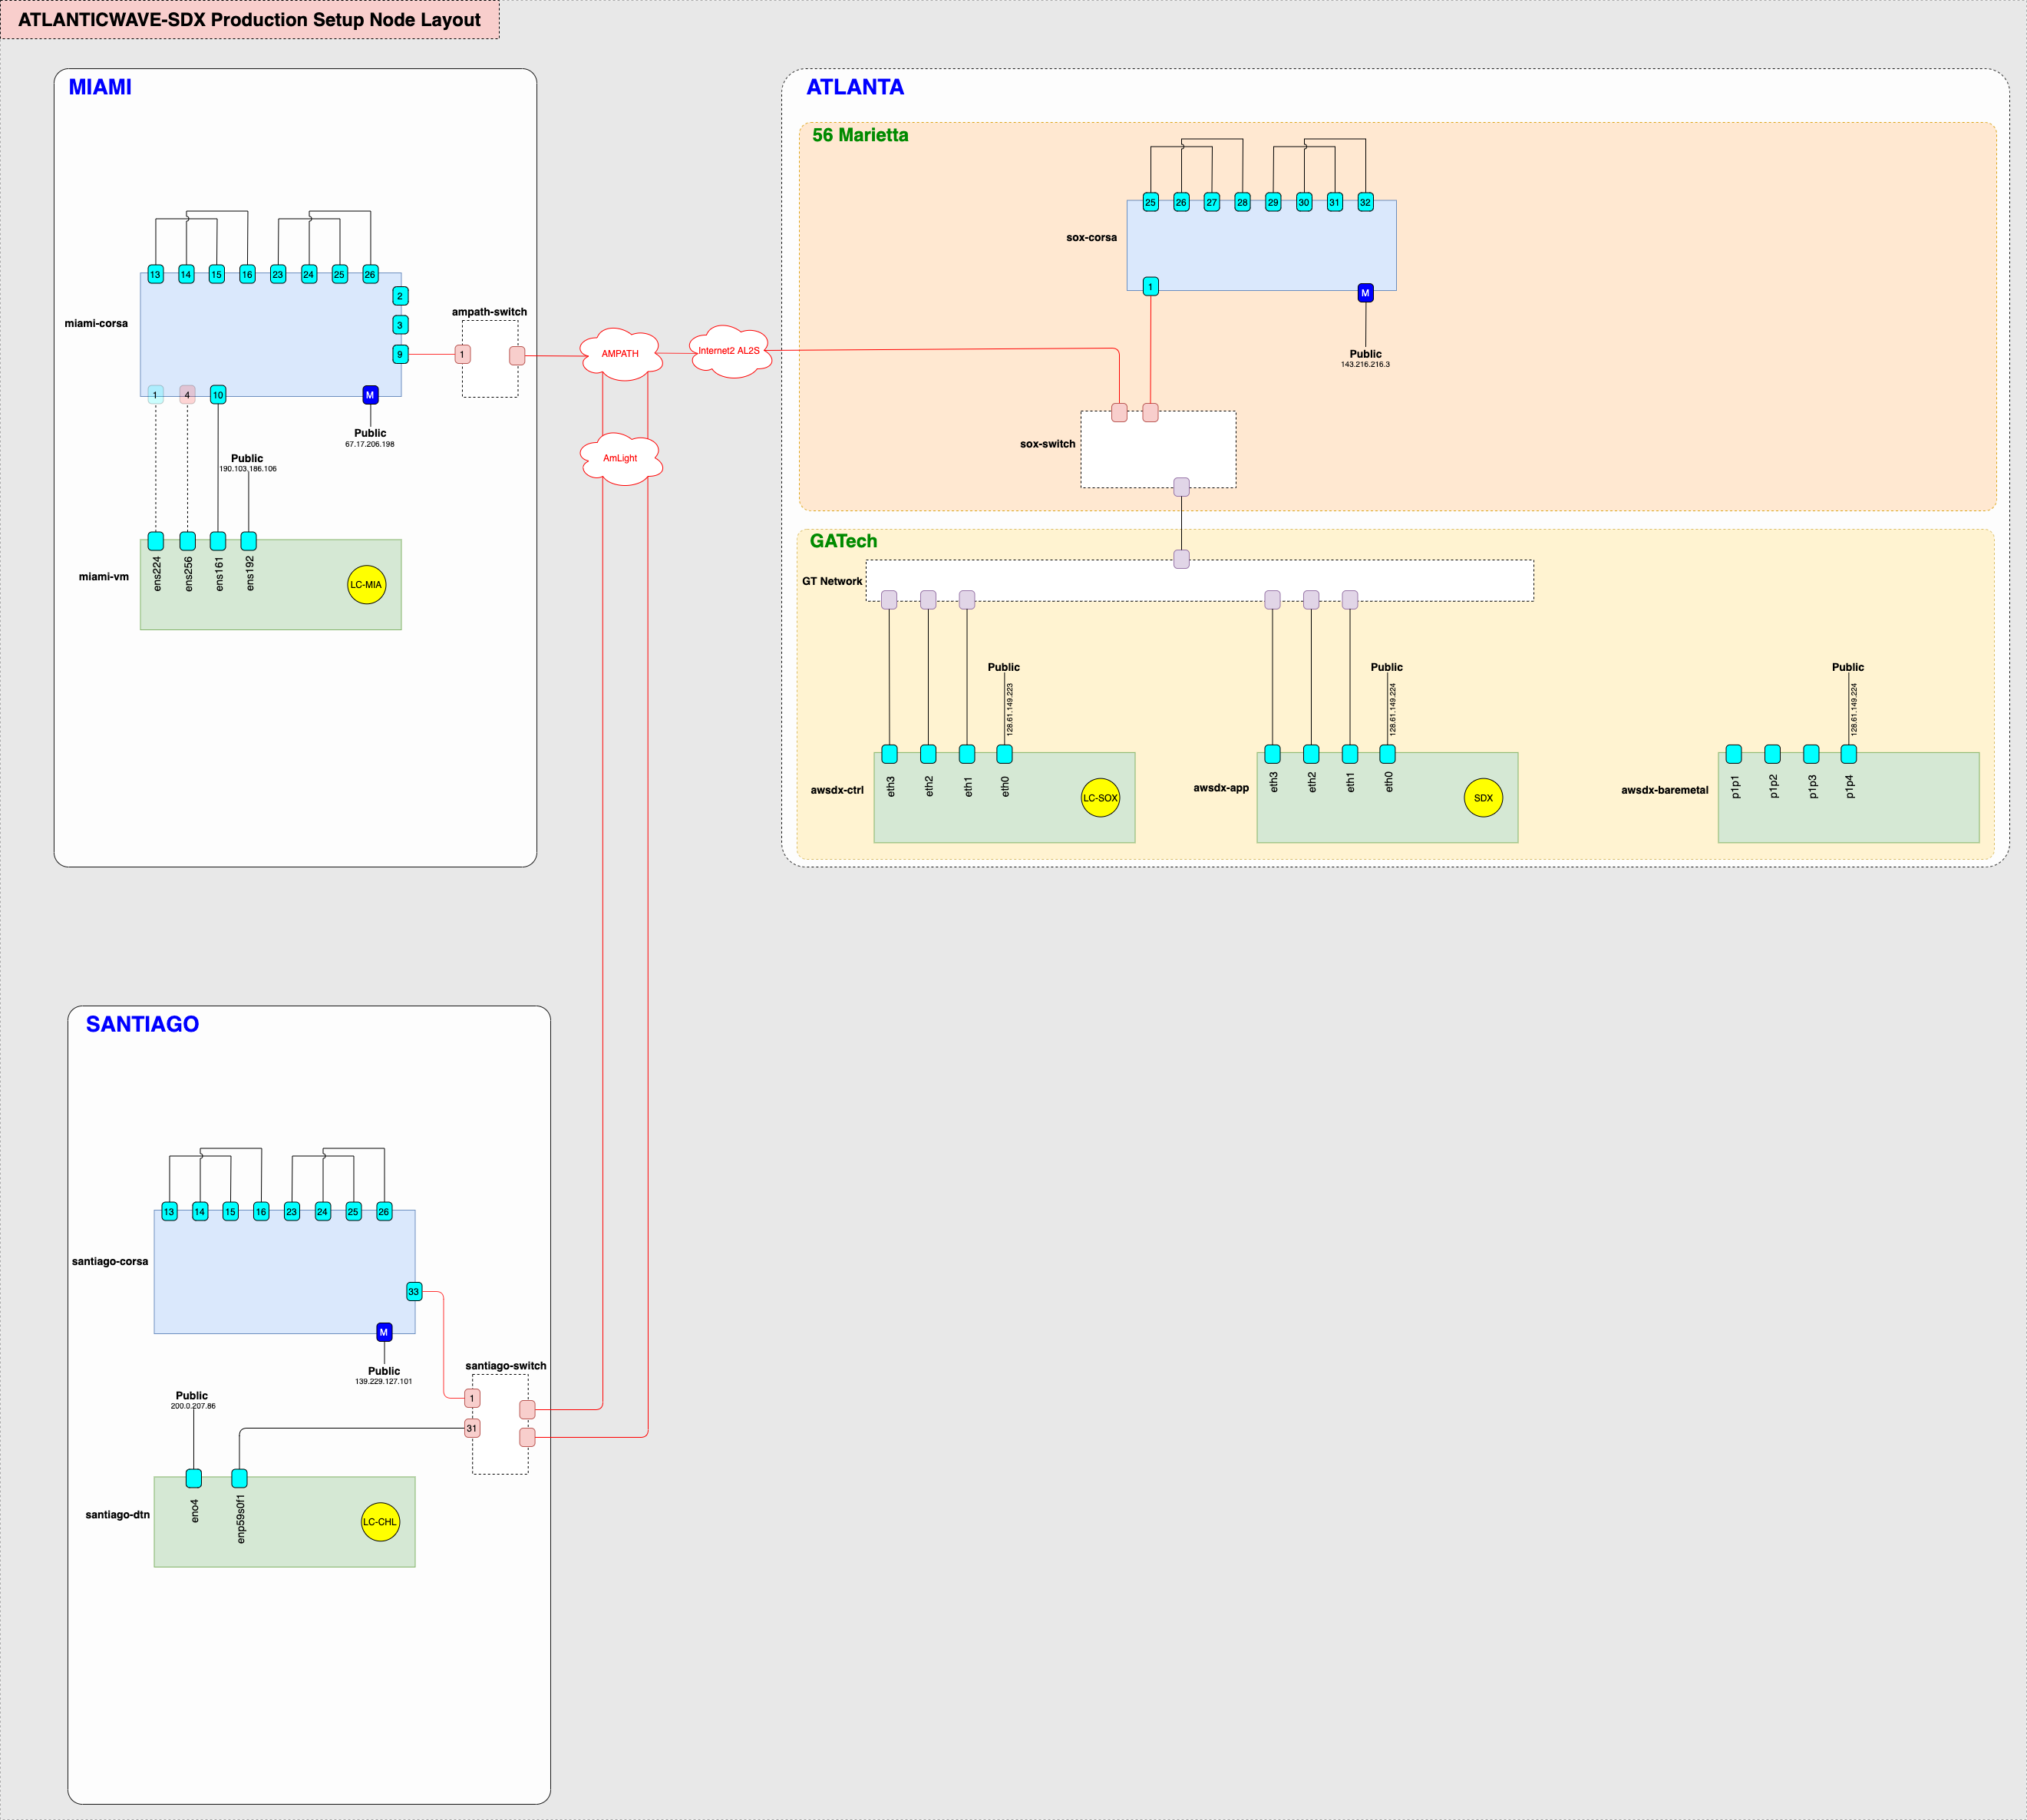 ATLANTICWAVE-SDX Production Setup Node Layout
MIAMI
13 14 15 16 23 24 25 26
2
miami-corsa
3
9
1 4 10 M
ampath-switch
1
Public
67.17.206.198
Public
190.103.186.106
miami-vm
ens224
ens256
ens161
ens192
LC-MIA
AMPATH
Internet2 AL2S
AmLight
ATLANTA
56 Marietta
25 26 27 28 29 30 31 32
sox-corsa
1 M
Public
143.216.216.3
sox-switch
GATech
GT Network
Public
128.61.149.223
awsdx-ctrl
eth3
eth2
eth1
eth0
LC-SOX
Public
128.61.149.224
awsdx-app
eth3
eth2
eth1
eth0
SDX
Public
128.61.149.224
awsdx-baremetal
p1p1
p1p2
p1p3
p1p4
SANTIAGO
13 14 15 16 23 24 25 26
santiago-corsa
33
M
Public
139.229.127.101
santiago-switch
1
31
Public
200.0.207.86
santiago-dtn
eno4
enp59s0f1
LC-CHL